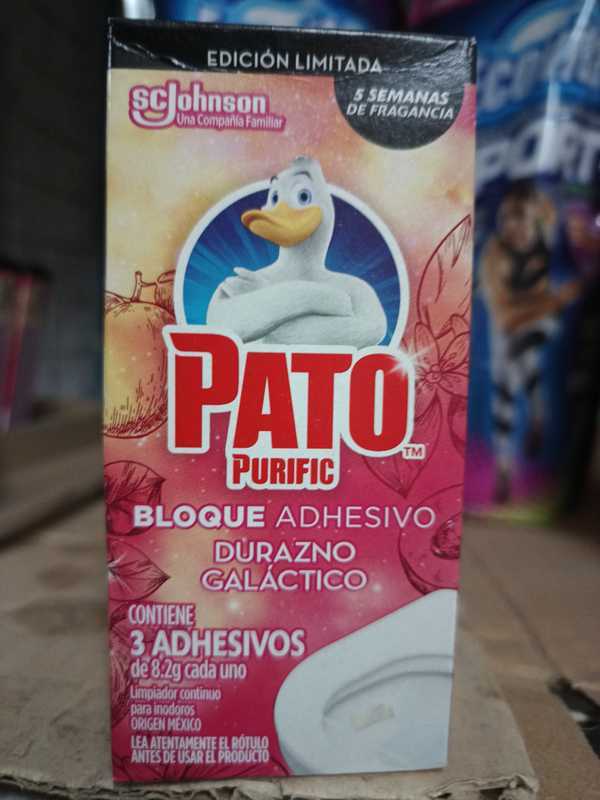 EDICIÓN LIMITADA
SCJohnson
Una Compañía Familiar
5 SEMANAS
DE FRAGANCIA
PATO
TM
PURIFIC
BLOQUE ADHESIVO
DURAZNO
GALÁCTICO
CONTIENE
3 ADHESIVOS
de 8.2g cada uno
Limpiador continuo
para inodoros
ORIGEN MÉXICO
LEA ATENTAMENTE EL RÓTULO
ANTES DE USAR EL PRODUCTO